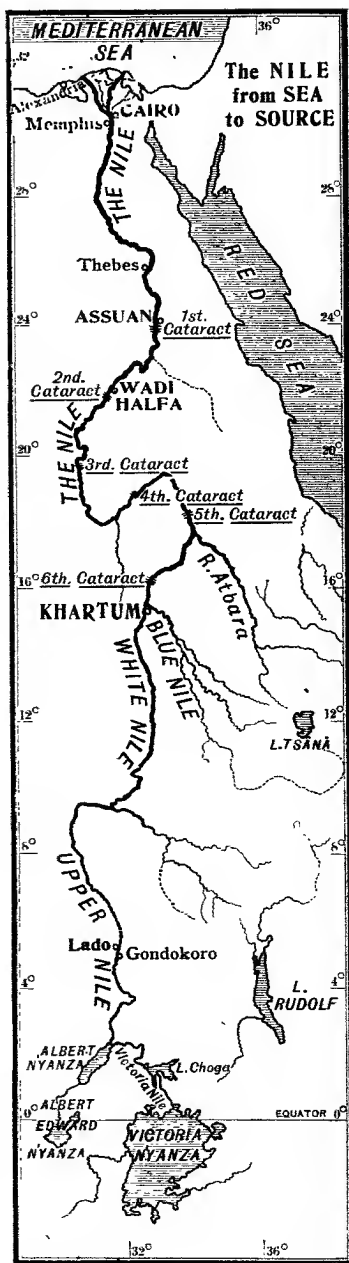 36°
MEDITERRANEAN
SEA
The NILE
from SEA
to SOURCE
Alexandria
CAIRO
Memphis
THE NILE
28°
28°
RED SEA
Thebes
ASSUAN
1st.
Cataract
24°
24°
2nd.
Cataract
WADI
HALFA
THE NILE
20°
20°
3rd. Cataract
4th. Cataract
5th. Cataract
16°
6th. Cataract
16°
R. Atbara
KHARTUM
BLUE NILE
WHITE NILE
12°
12°
L. TSĀNĀ
8°
8°
UPPER
NILE
Lado
Gondokoro
4°
4°
L.
RUDOLF
ALBERT
NYANZA
Victoria Nile
L. Choga
0°
EQUATOR
0°
ALBERT
EDWARD
NYANZA
VICTORIA
NYANZA
32°
36°